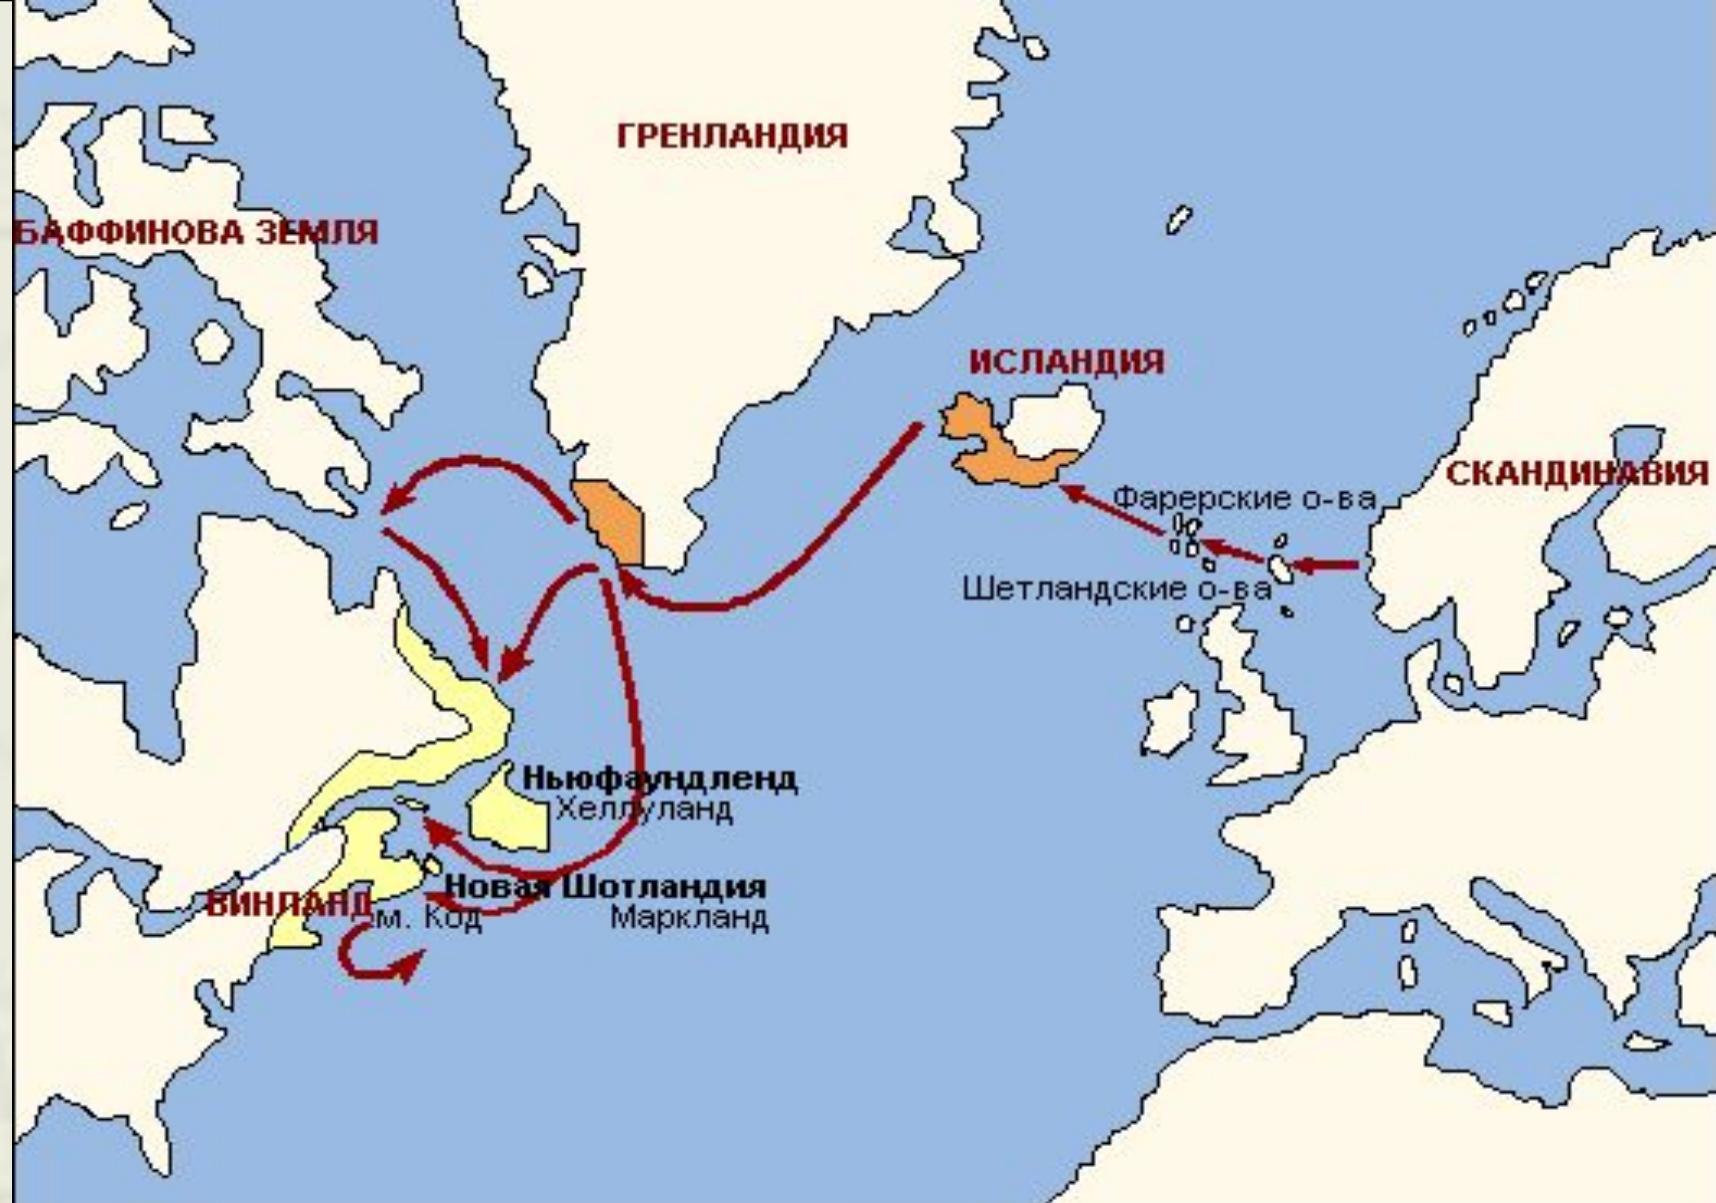 ГРЕНЛАНДИЯ
БАФФИНОВА ЗЕМЛЯ
ИСЛАНДИЯ
СКАНДИНАВИЯ
Фарерские о-ва
Шетландские о-ва
Ньюфаундленд
Хеллуланд
Новая Шотландия
Маркланд
ВИНЛАНД
м. Код